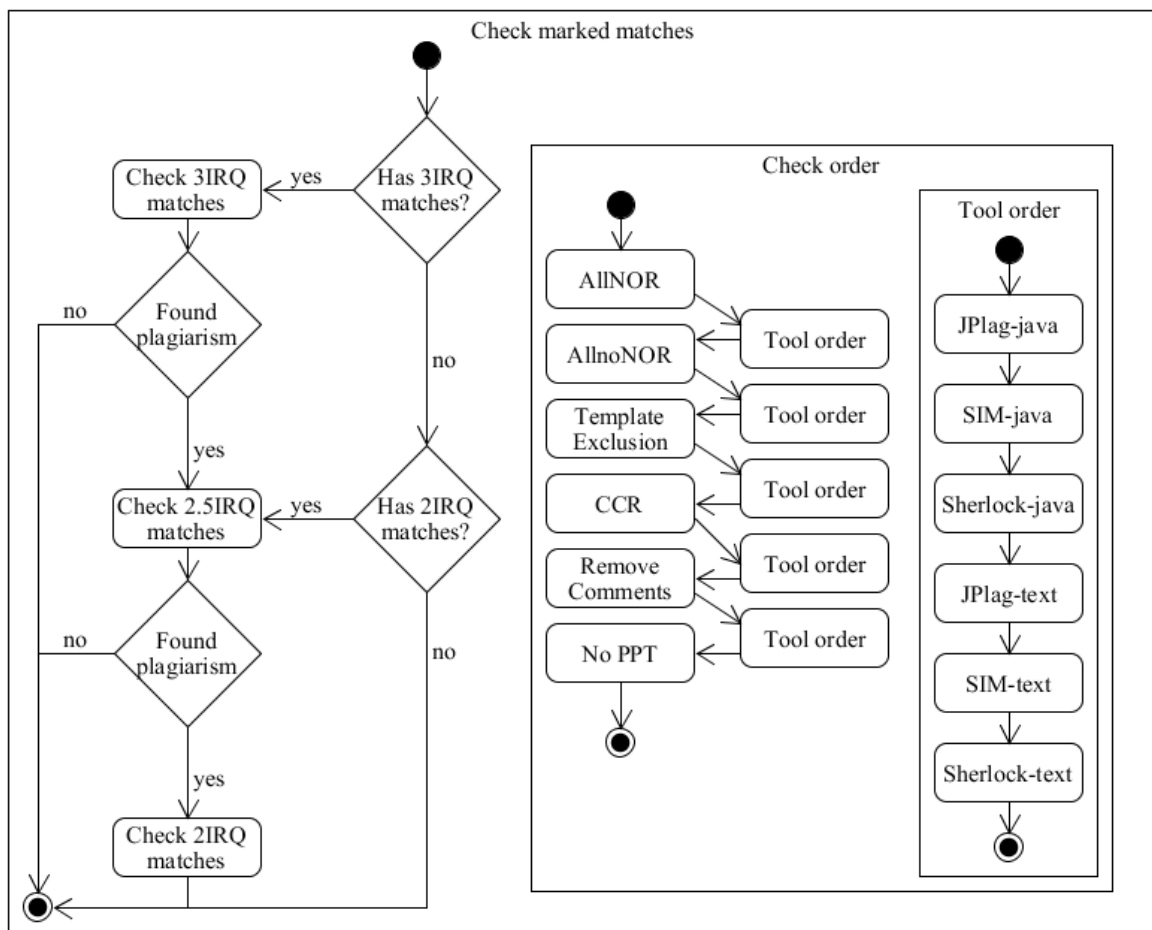 Check marked matches
Check 3IRQ
matches
yes
Has 3IRQ
matches?
no
Found
plagiarism
no
yes
Check 2.5IRQ
matches
yes
Has 2IRQ
matches?
no
Found
plagiarism
no
yes
Check 2IRQ
matches
Check order
AllNOR
Tool order
AllnoNOR
Tool order
Template
Exclusion
Tool order
CCR
Tool order
Remove
Comments
Tool order
No PPT
Tool order
JPlag-java
SIM-java
Sherlock-java
JPlag-text
SIM-text
Sherlock-text